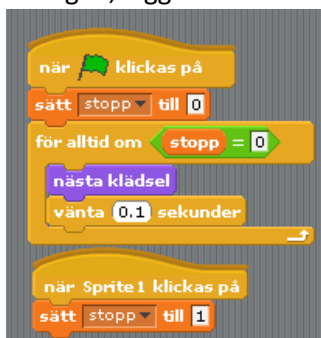 när klickas på
sätt stopp till 0
för alltid om stopp = 0
nästa klädsel
vänta 0.1 sekunder
när Sprite1 klickas på
sätt stopp till 1